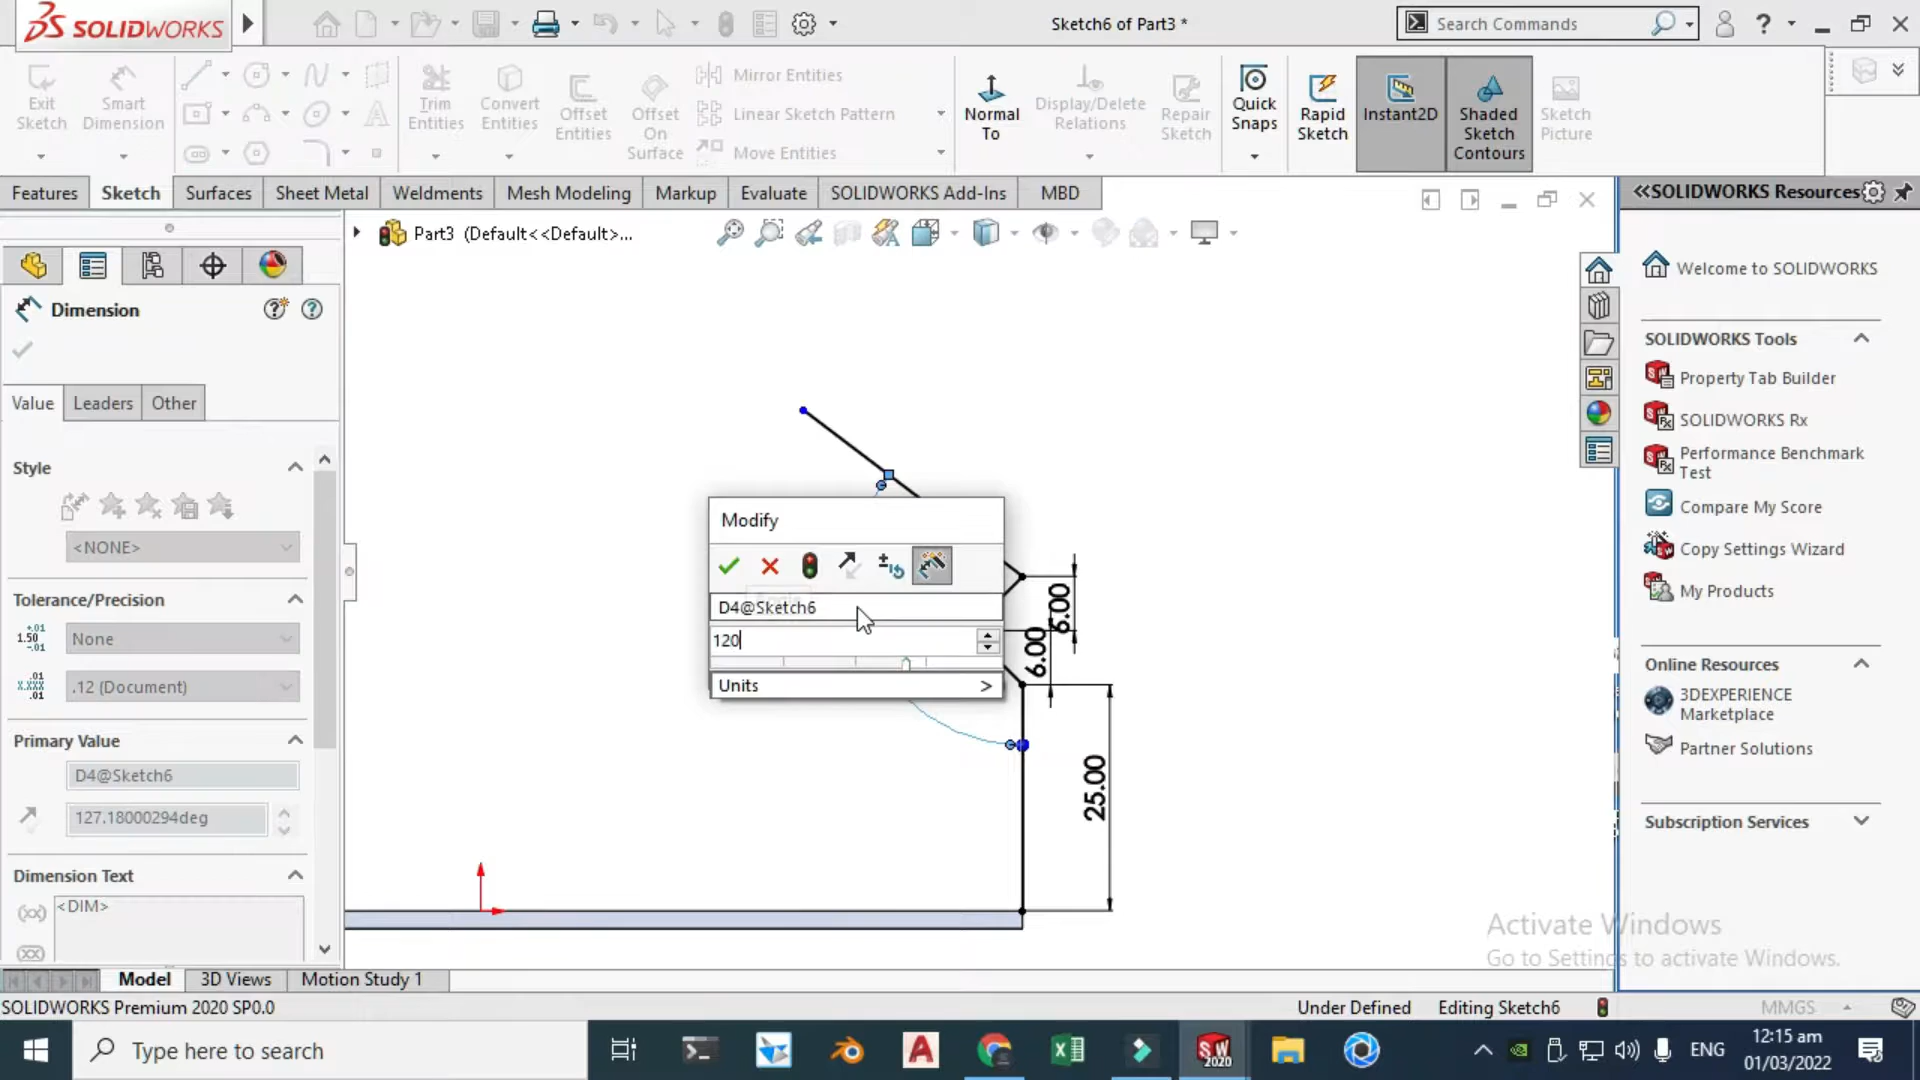 SOLIDWORKS
Sketch6 of Part3 *
Search Commands
Exit Sketch
Smart Dimension
Trim Entities
Convert Entities
Offset Entities
Offset On Surface
Mirror Entities
Linear Sketch Pattern
Move Entities
Normal To
Display/Delete Relations
Repair Sketch
Quick Snaps
Rapid Sketch
Instant2D
Shaded Sketch Contours
Sketch Picture
Features
Sketch
Surfaces
Sheet Metal
Weldments
Mesh Modeling
Markup
Evaluate
SOLIDWORKS Add-Ins
MBD
SOLIDWORKS Resources
Part3 (Default<<Default>...
Dimension
Value
Leaders
Other
Style
<NONE>
Tolerance/Precision
None
.12 (Document)
Primary Value
D4@Sketch6
127.18000294deg
Dimension Text
<DIM>
Modify
D4@Sketch6
120
Units >
6.00
6.00
25.00
Welcome to SOLIDWORKS
SOLIDWORKS Tools
Property Tab Builder
SOLIDWORKS Rx
Performance Benchmark Test
Compare My Score
Copy Settings Wizard
My Products
Online Resources
3DEXPERIENCE Marketplace
Partner Solutions
Subscription Services
Activate Windows
Go to Settings to activate Windows.
Model
3D Views
Motion Study 1
SOLIDWORKS Premium 2020 SP0.0
Under Defined
Editing Sketch6
MMGS
Type here to search
SW 2020
ENG
12:15 am
01/03/2022